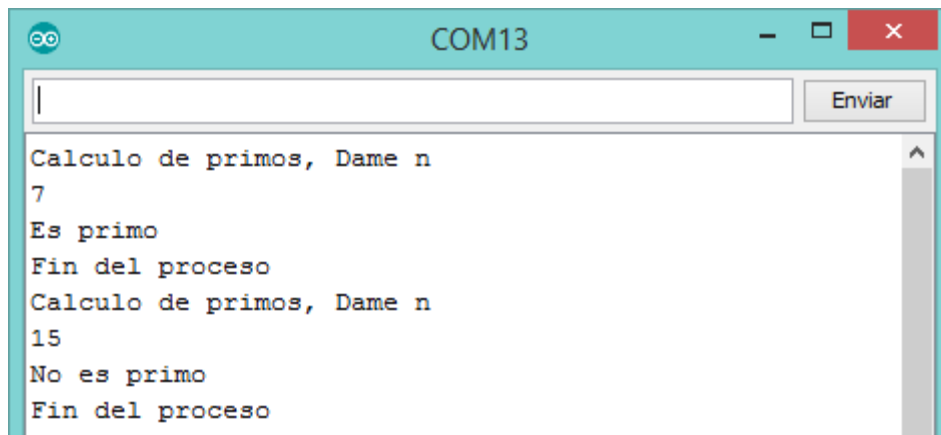 COM13
Enviar
Calculo de primos, Dame n
7
Es primo
Fin del proceso
Calculo de primos, Dame n
15
No es primo
Fin del proceso